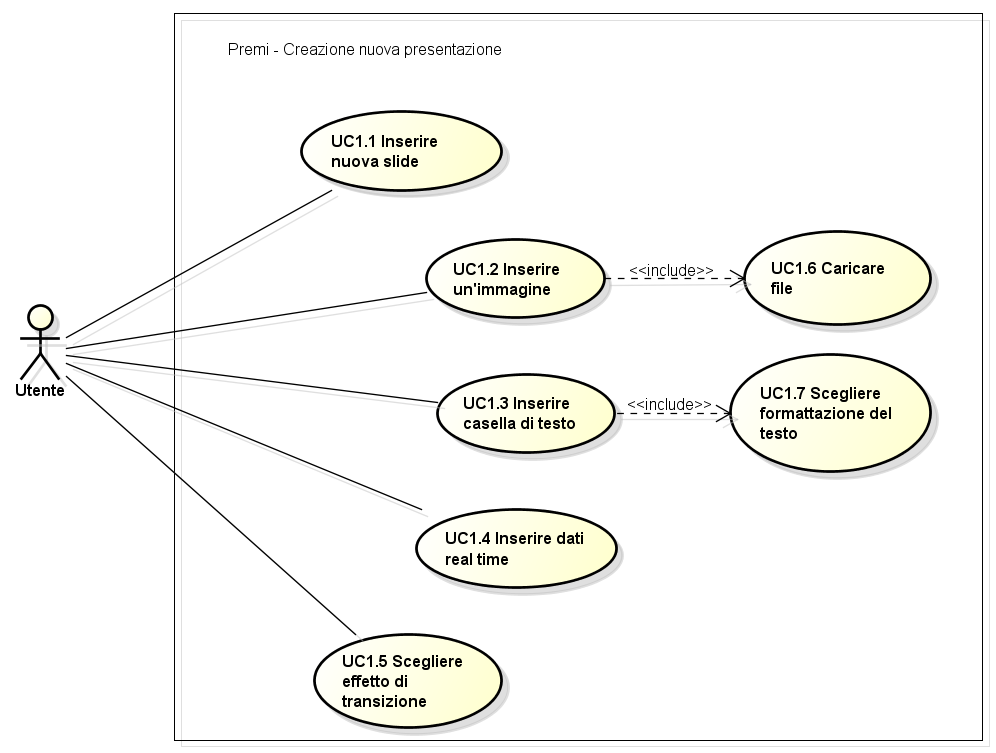 Premi - Creazione nuova presentazione
UC1.1 Inserire
nuova slide
UC1.2 Inserire
un'immagine
<<include>>
UC1.6 Caricare
file
Utente
UC1.3 Inserire
casella di testo
<<include>>
UC1.7 Scegliere
formattazione del
testo
UC1.4 Inserire dati
real time
UC1.5 Scegliere
effetto di
transizione